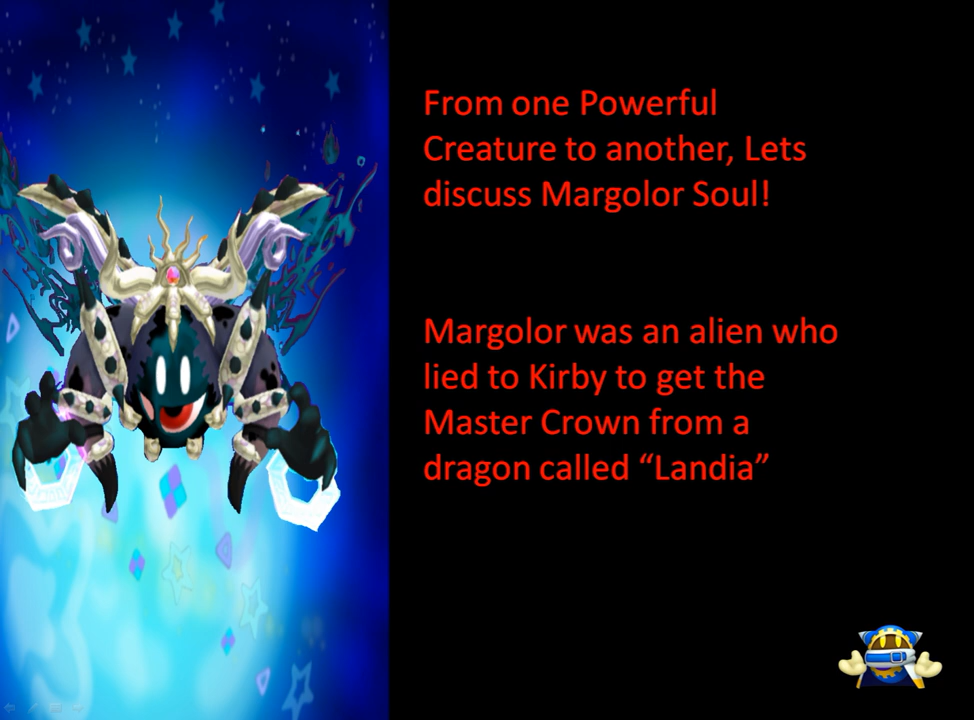 From one Powerful
Creature to another, Lets
discuss Margolor Soul!
Margolor was an alien who
lied to Kirby to get the
Master Crown from a
dragon called “Landia”